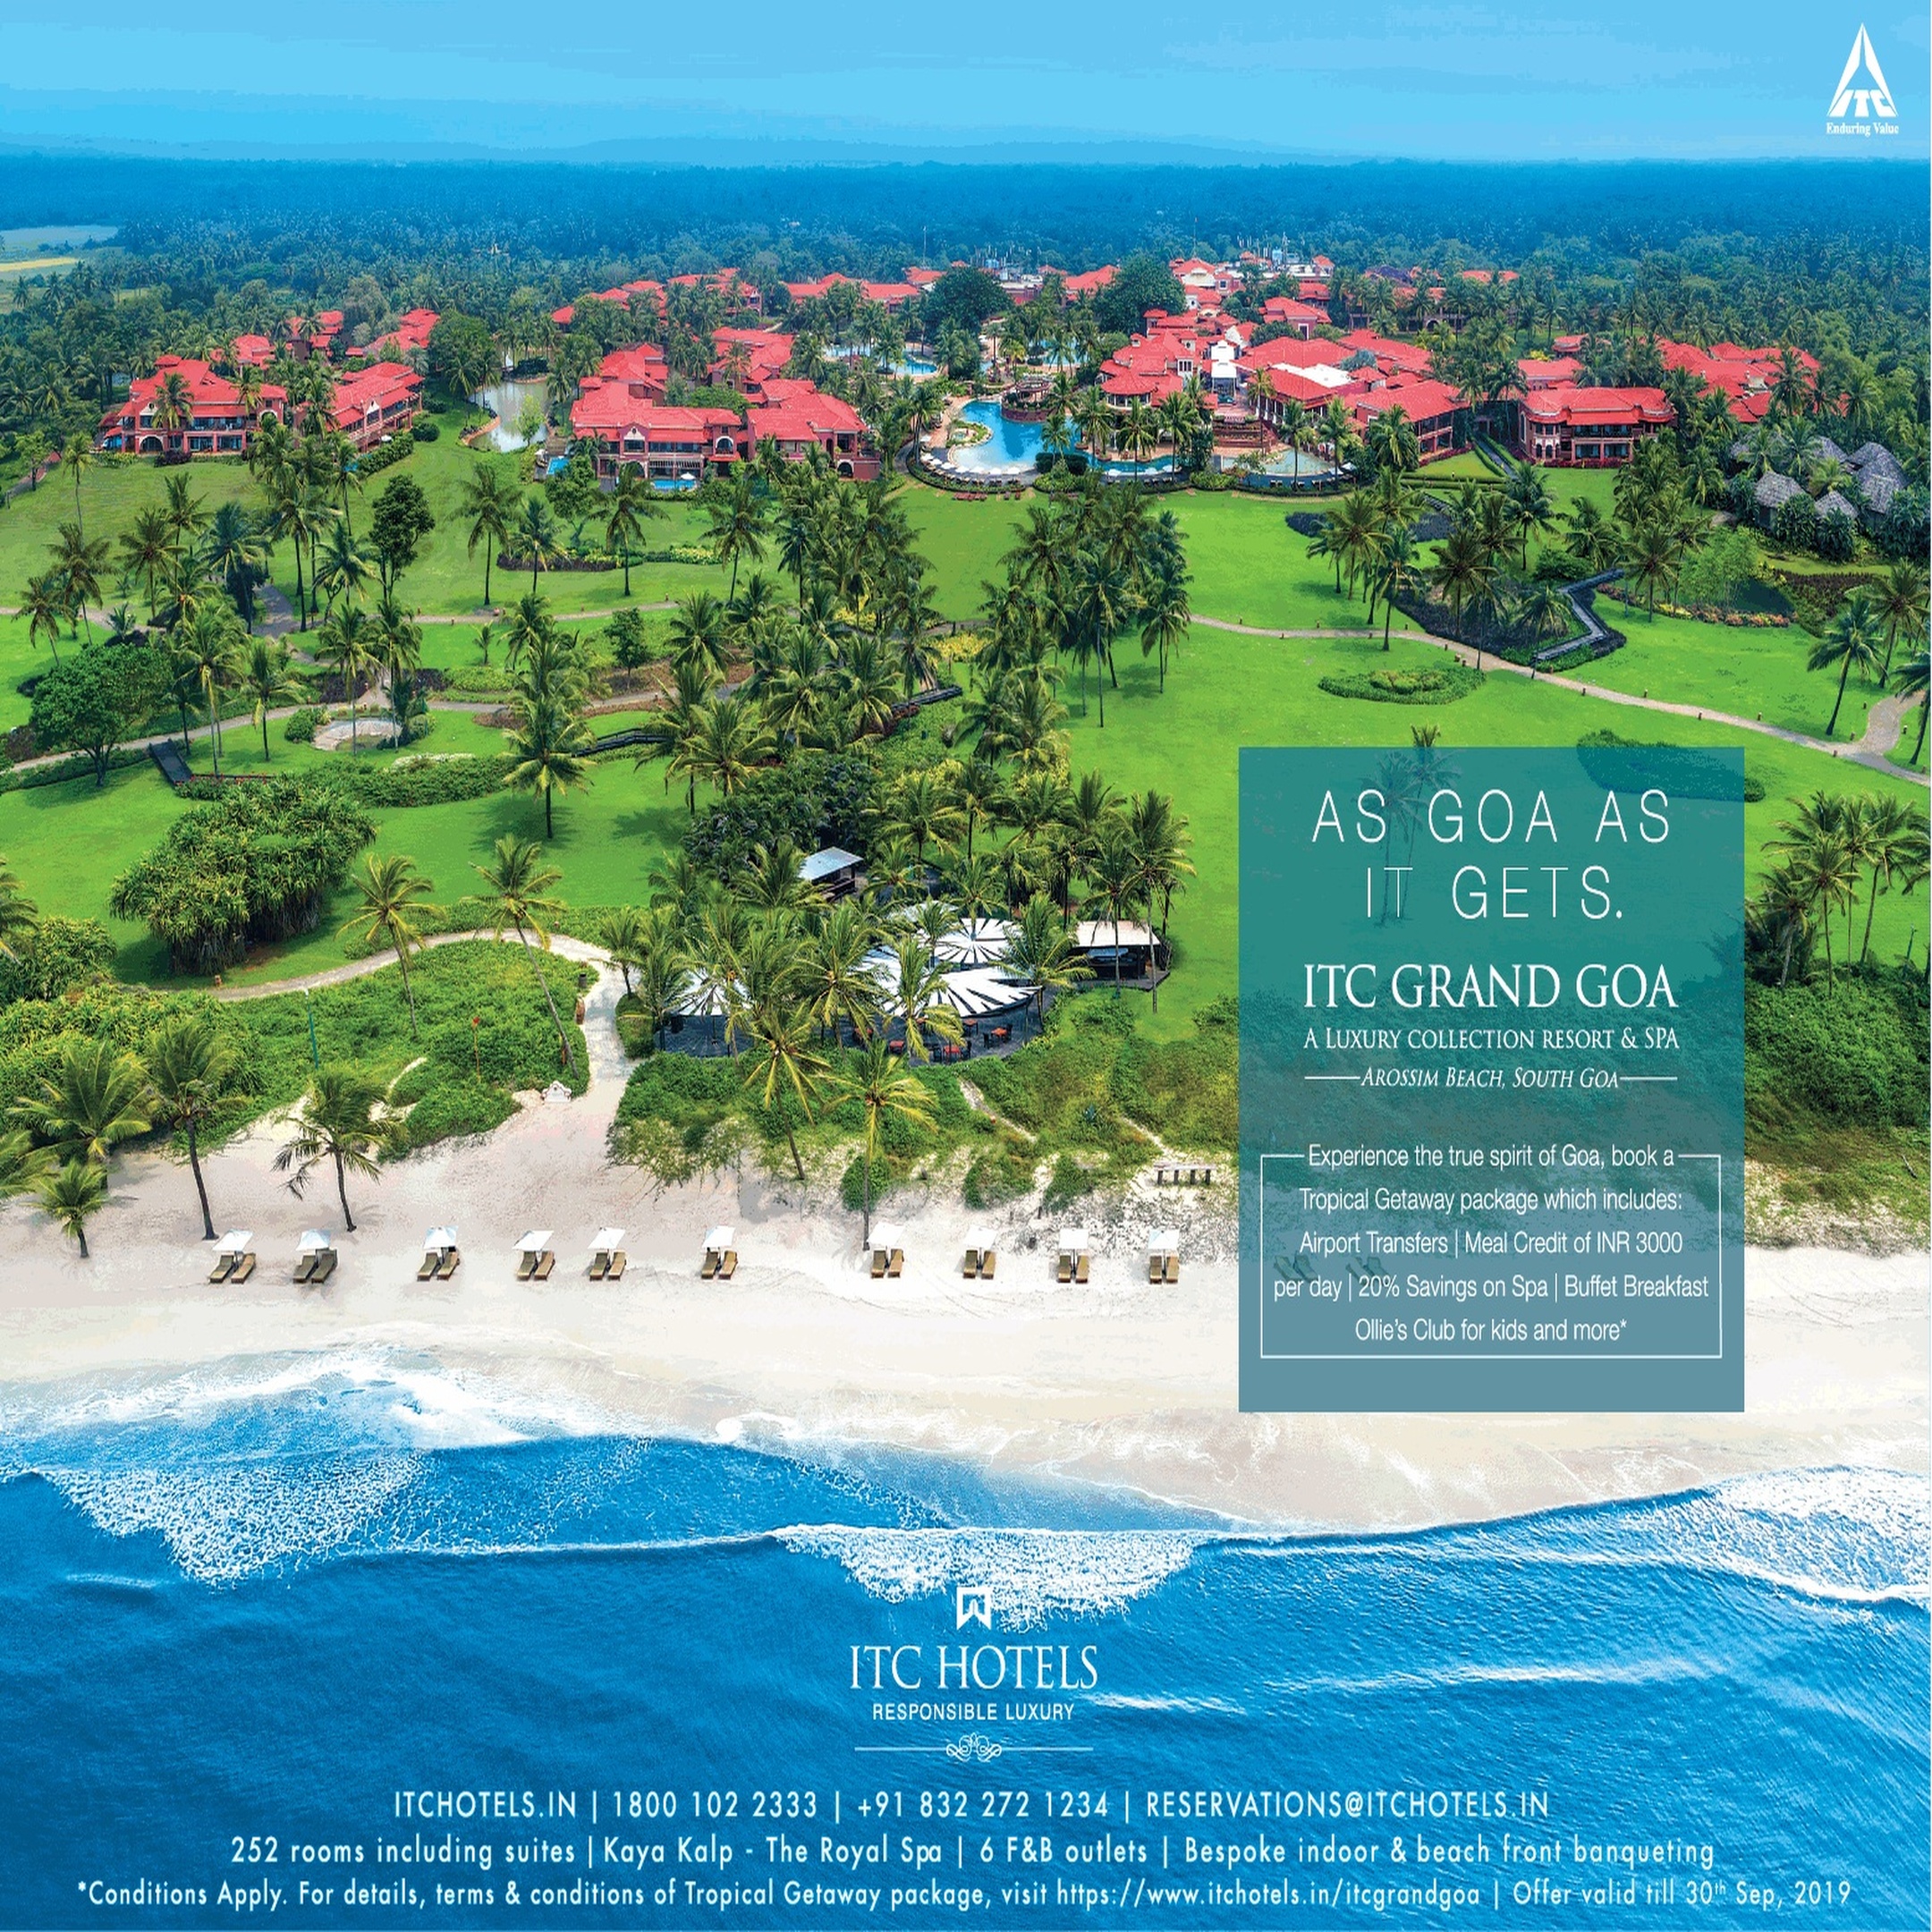 ITC
Enduring Value
AS GOA AS
IT GETS.
ITC GRAND GOA
A LUXURY COLLECTION RESORT & SPA
AROSSIM BEACH, SOUTH GOA
Experience the true spirit of Goa, book a
Tropical Getaway package which includes:
Airport Transfers | Meal Credit of INR 3000
per day | 20% Savings on Spa | Buffet Breakfast
Ollie's Club for kids and more*
ITC HOTELS
RESPONSIBLE LUXURY
ITCHOTELS.IN | 1800 102 2333 | +91 832 272 1234 | RESERVATIONS@ITCHOTELS.IN
252 rooms including suites | Kaya Kalp - The Royal Spa | 6 F&B outlets | Bespoke indoor & beach front banqueting
*Conditions Apply. For details, terms & conditions of Tropical Getaway package, visit https://www.itchotels.in/itcgrandgoa | Offer valid till 30th Sep, 2019